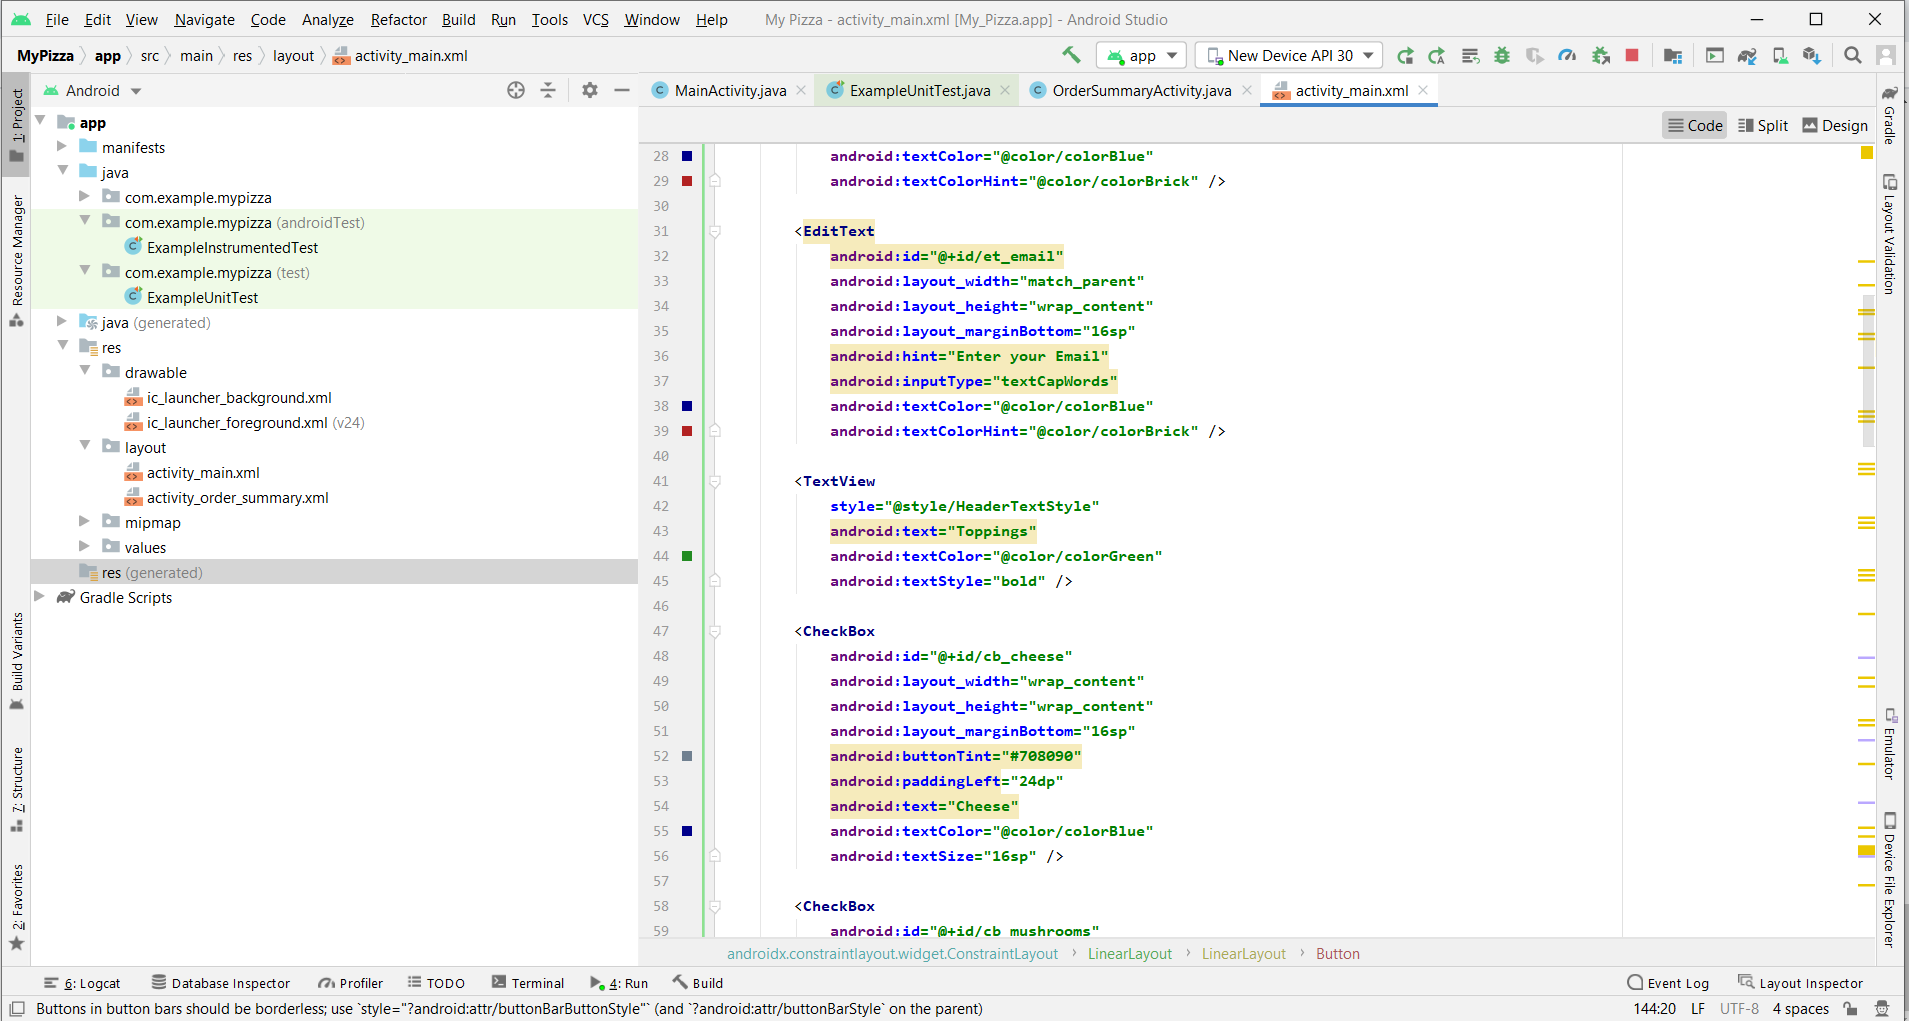 File Edit View Navigate Code Analyze Refactor Build Run Tools VCS Window Help My Pizza - activity_main.xml [My_Pizza.app] - Android Studio
MyPizza app src main res layout activity_main.xml app New Device API 30
Android MainActivity.java ExampleUnitTest.java OrderSummaryActivity.java activity_main.xml
Code Split Design
1: Project
Resource Manager
Build Variants
7: Structure
2: Favorites
app
manifests
java
com.example.mypizza
com.example.mypizza (androidTest)
ExampleInstrumentedTest
com.example.mypizza (test)
ExampleUnitTest
java (generated)
res
drawable
ic_launcher_background.xml
ic_launcher_foreground.xml (v24)
layout
activity_main.xml
activity_order_summary.xml
mipmap
values
res (generated)
Gradle Scripts
28 android:textColor="@color/colorBlue"
29 android:textColorHint="@color/colorBrick" />
30
31 <EditText
32 android:id="@+id/et_email"
33 android:layout_width="match_parent"
34 android:layout_height="wrap_content"
35 android:layout_marginBottom="16sp"
36 android:hint="Enter your Email"
37 android:inputType="textCapWords"
38 android:textColor="@color/colorBlue"
39 android:textColorHint="@color/colorBrick" />
40
41 <TextView
42 style="@style/HeaderTextStyle"
43 android:text="Toppings"
44 android:textColor="@color/colorGreen"
45 android:textStyle="bold" />
46
47 <CheckBox
48 android:id="@+id/cb_cheese"
49 android:layout_width="wrap_content"
50 android:layout_height="wrap_content"
51 android:layout_marginBottom="16sp"
52 android:buttonTint="#708090"
53 android:paddingLeft="24dp"
54 android:text="Cheese"
55 android:textColor="@color/colorBlue"
56 android:textSize="16sp" />
57
58 <CheckBox
59 android:id="@+id/cb_mushrooms"
androidx.constraintlayout.widget.ConstraintLayout › LinearLayout › LinearLayout › Button
Gradle
Layout Validation
Emulator
Device File Explorer
6: Logcat Database Inspector Profiler TODO Terminal 4: Run Build Event Log Layout Inspector
Buttons in button bars should be borderless; use `style="?android:attr/buttonBarButtonStyle"` (and `?android:attr/buttonBarStyle` on the parent) 144:20 LF UTF-8 4 spaces